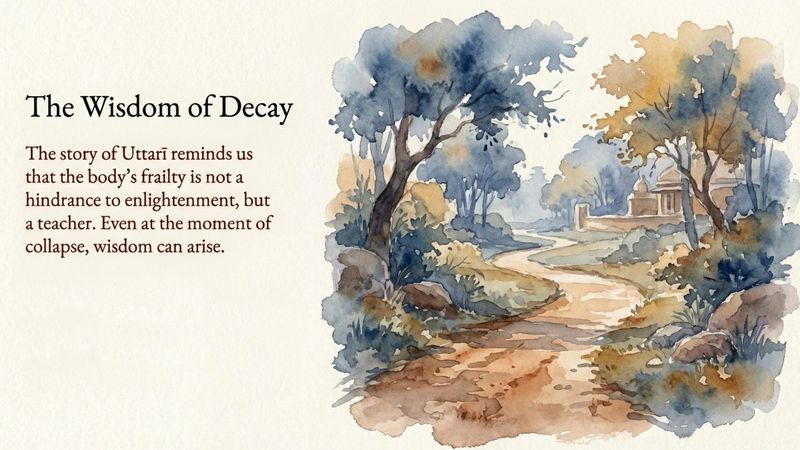 The Wisdom of Decay
The story of Uttarī reminds us
that the body’s frailty is not a
hindrance to enlightenment, but
a teacher. Even at the moment of
collapse, wisdom can arise.